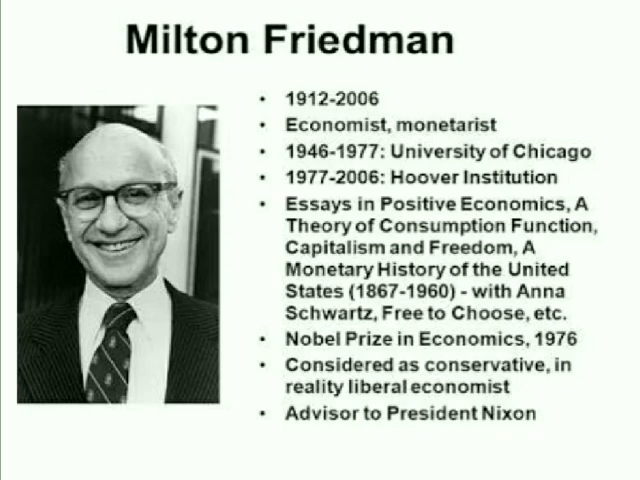 Milton Friedman
• 1912-2006
• Economist, monetarist
• 1946-1977: University of Chicago
• 1977-2006: Hoover Institution
• Essays in Positive Economics, A
Theory of Consumption Function,
Capitalism and Freedom, A
Monetary History of the United
States (1867-1960) - with Anna
Schwartz, Free to Choose, etc.
• Nobel Prize in Economics, 1976
• Considered as conservative, in
reality liberal economist
• Advisor to President Nixon